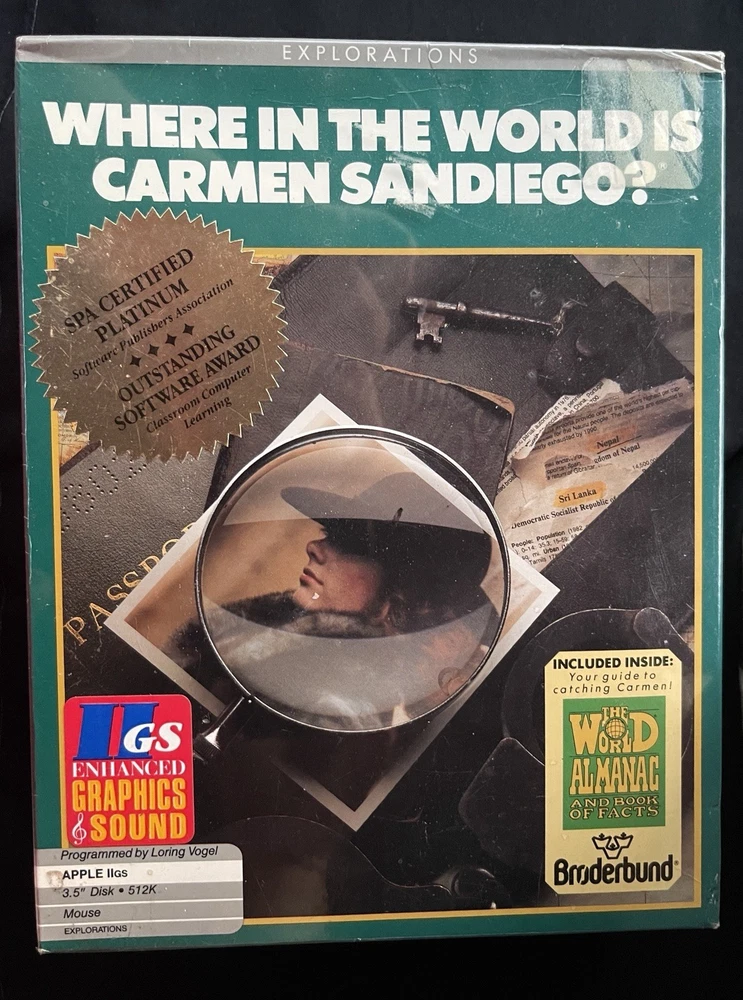 EXPLORATIONS
WHERE IN THE WORLD IS
CARMEN SANDIEGO?®
SPA CERTIFIED
PLATINUM
Software Publishers Association
OUTSTANDING
SOFTWARE AWARD
Classroom Computer
Learning
Nepal
Sri Lanka
Democratic Socialist Republic of
PASSPO
INCLUDED INSIDE:
Your guide to
catching Carmen!
THE
WORLD
ALMANAC
AND BOOK
OF FACTS
Brøderbund®
IIGS
ENHANCED
GRAPHICS
& SOUND
Programmed by Loring Vogel
APPLE IIGS
3.5" Disk • 512K
Mouse
EXPLORATIONS